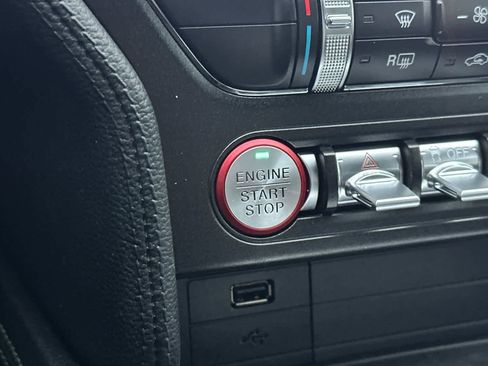 R
ENGINE
START
STOP
R OFF